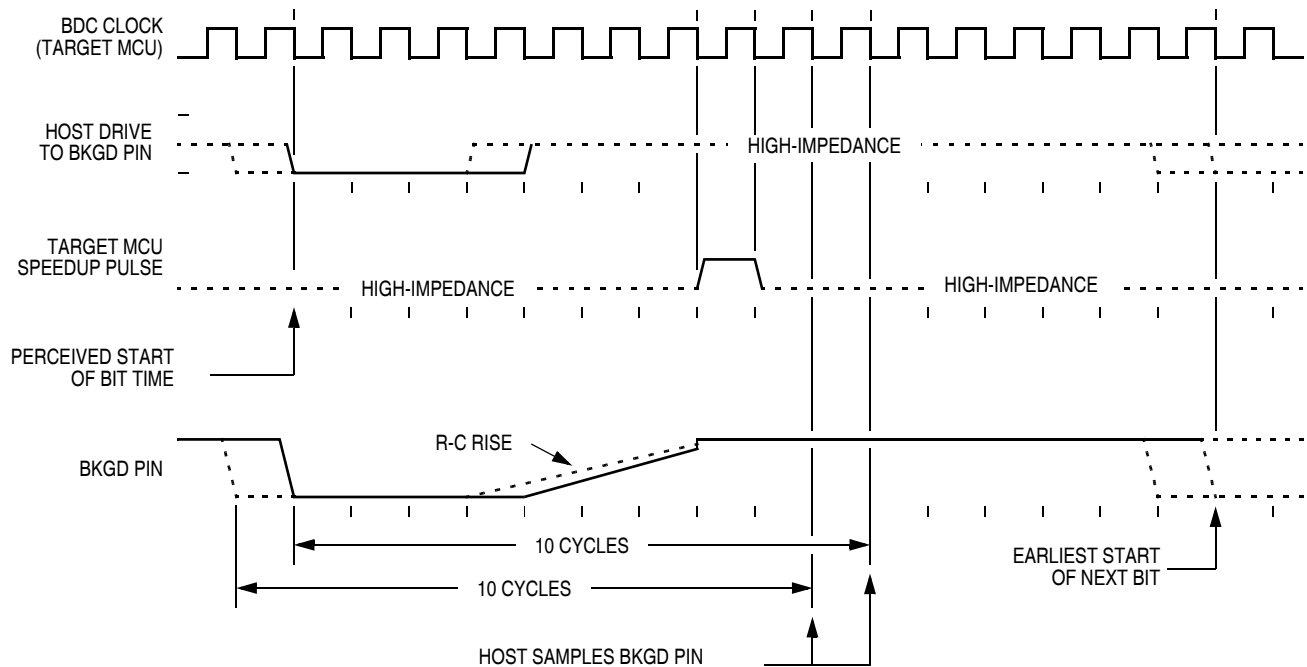 BDC CLOCK
(TARGET MCU)
HOST DRIVE
TO BKGD PIN
HIGH-IMPEDANCE
TARGET MCU
SPEEDUP PULSE
HIGH-IMPEDANCE
HIGH-IMPEDANCE
PERCEIVED START
OF BIT TIME
R-C RISE
BKGD PIN
10 CYCLES
EARLIEST START
OF NEXT BIT
10 CYCLES
HOST SAMPLES BKGD PIN